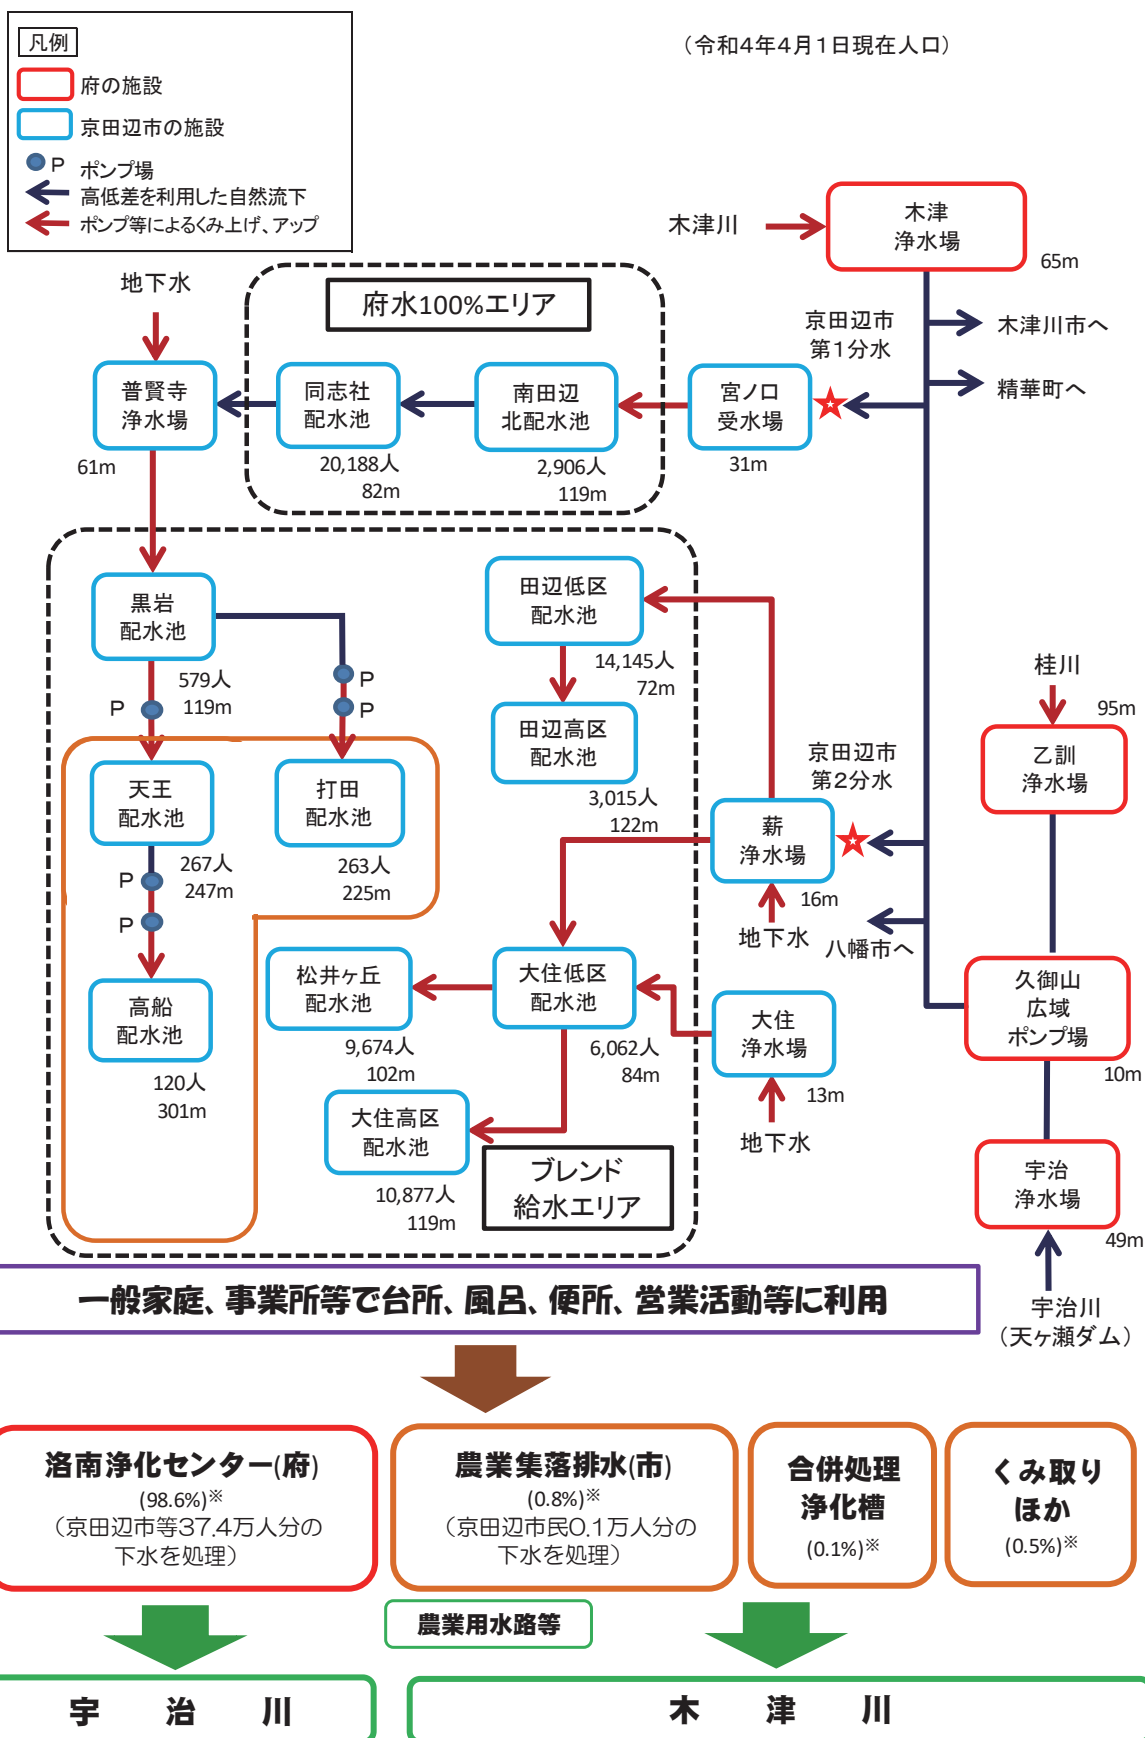 凡例
府の施設
京田辺市の施設
P ポンプ場
高低差を利用した自然流下
ポンプ等によるくみ上げ、アップ
（令和4年4月1日現在人口）
木津川
木津
浄水場
65m
木津川市へ
精華町へ
京田辺市
第1分水
地下水
府水100%エリア
普賢寺
浄水場
61m
同志社
配水池
20,188人
82m
南田辺
北配水池
2,906人
119m
宮ノ口
受水場
31m
黒岩
配水池
579人
119m
P
P
P
田辺低区
配水池
14,145人
72m
田辺高区
配水池
3,015人
122m
天王
配水池
267人
247m
打田
配水池
263人
225m
P
P
高船
配水池
120人
301m
京田辺市
第2分水
薪
浄水場
16m
地下水
八幡市へ
松井ヶ丘
配水池
9,674人
102m
大住低区
配水池
6,062人
84m
大住
浄水場
13m
地下水
大住高区
配水池
10,877人
119m
ブレンド
給水エリア
桂川
95m
乙訓
浄水場
久御山
広域
ポンプ場
10m
宇治
浄水場
49m
宇治川
（天ヶ瀬ダム）
一般家庭、事業所等で台所、風呂、便所、営業活動等に利用
洛南浄化センター(府)
(98.6%)※
（京田辺市等37.4万人分の
下水を処理）
農業集落排水(市)
(0.8%)※
（京田辺市民0.1万人分の
下水を処理）
合併処理
浄化槽
(0.1%)※
くみ取り
ほか
(0.5%)※
農業用水路等
宇 治 川
木 津 川